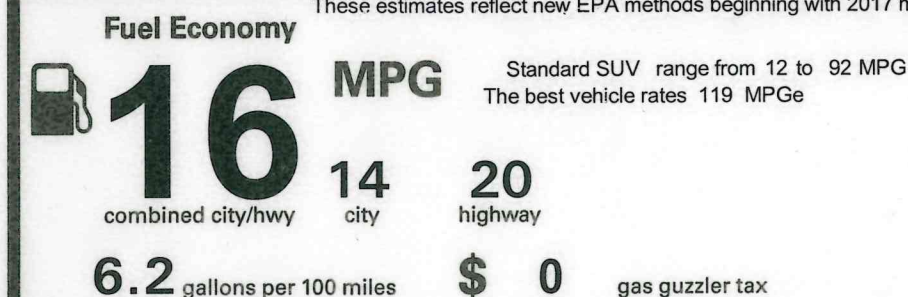 These estimates reflect new EPA methods beginning with 2017
Fuel Economy
16 MPG
Standard SUV range from 12 to 92 MPG
The best vehicle rates 119 MPGe
14 20
combined city/hwy city highway
6.2 gallons per 100 miles $ 0 gas guzzler tax